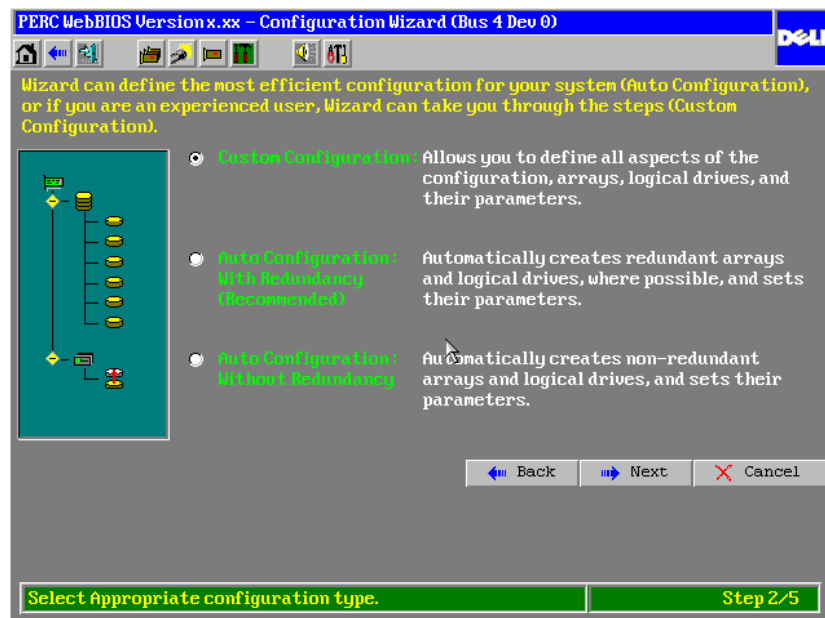 PERC WebBIOS Version x.xx - Configuration Wizard (Bus 4 Dev 0)
DELL
Wizard can define the most efficient configuration for your system (Auto Configuration),
or if you are an experienced user, Wizard can take you through the steps (Custom
Configuration).
Custom Configuration: Allows you to define all aspects of the
configuration, arrays, logical drives, and
their parameters.
Auto Configuration: Automatically creates redundant arrays
With Redundancy and logical drives, where possible, and sets
(Recommended) their parameters.
Auto Configuration: Automatically creates non-redundant
Without Redundancy arrays and logical drives, and sets their
parameters.
Back Next Cancel
Select Appropriate configuration type. Step 2/5